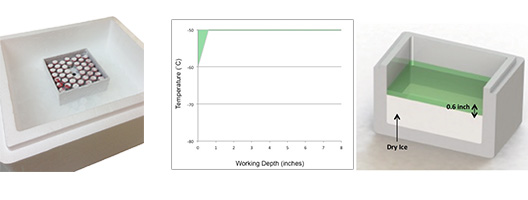 -50
-60
-70
-80
Temperature (°C)
0 1 2 3 4 5 6 7 8
Working Depth (inches)
0.6 inch
Dry Ice